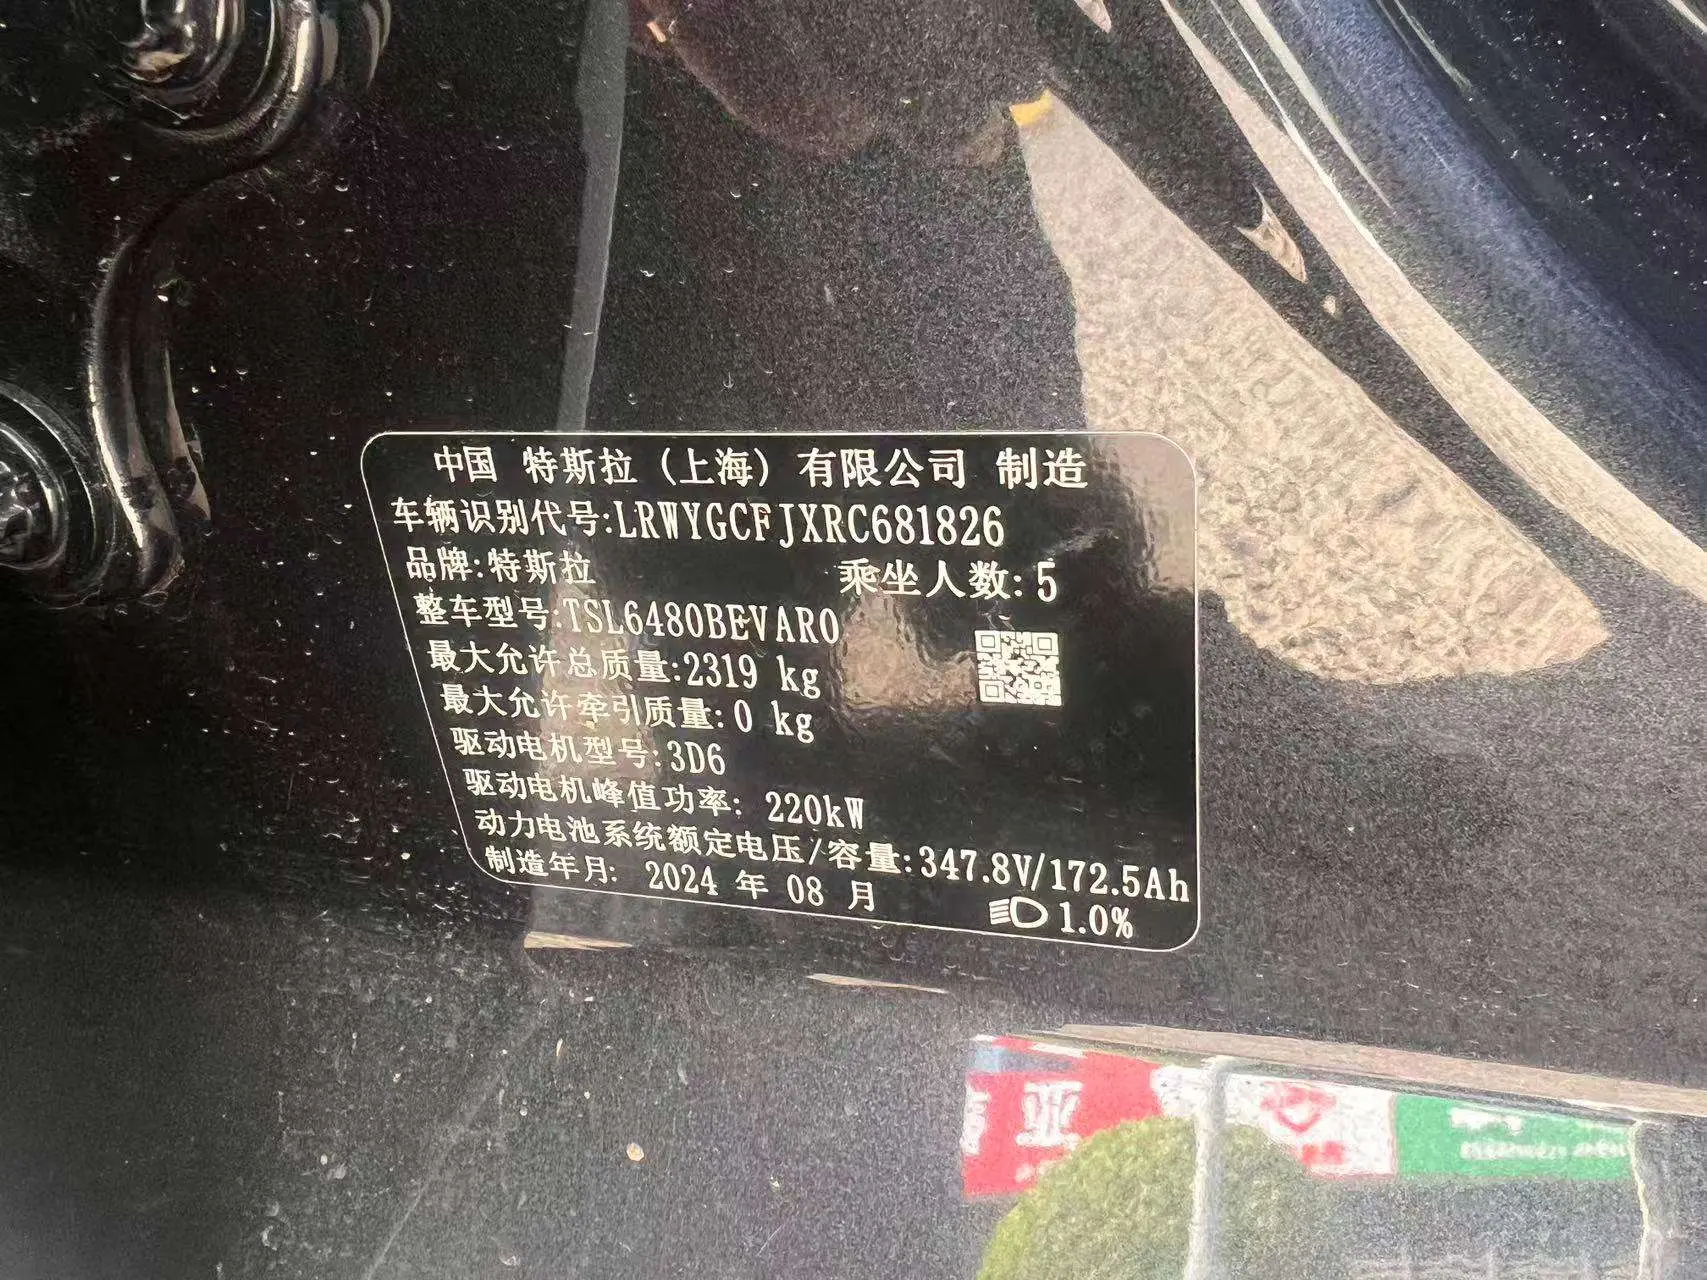 中国 特斯拉 (上海) 有限公司 制造
车辆识别代号:LRWYGCFJXRC681826
品牌:特斯拉 乘坐人数: 5
整车型号:TSL6480BEVAR0
最大允许总质量:2319 kg
最大允许牵引质量: 0 kg
驱动电机型号:3D6
驱动电机峰值功率: 220kW
动力电池系统额定电压/容量:347.8V/172.5Ah
制造年月: 2024 年 08 月
1.0%